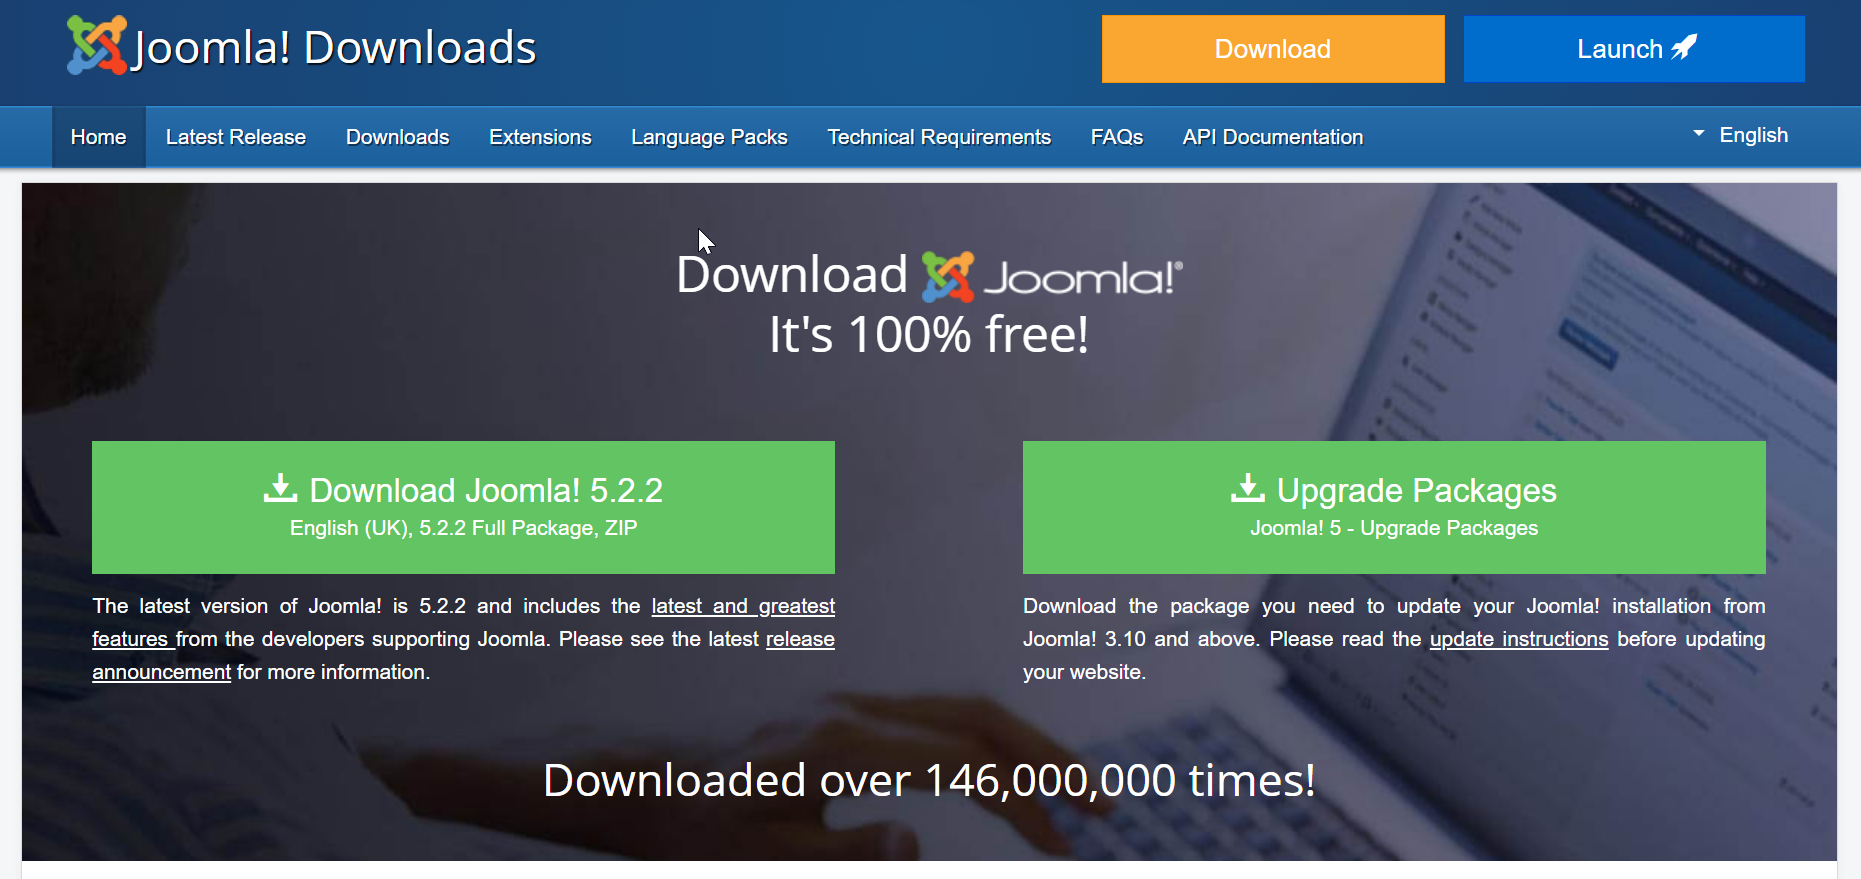 Joomla! Downloads
Download
Launch
Home
Latest Release
Downloads
Extensions
Language Packs
Technical Requirements
FAQs
API Documentation
English
Download Joomla!®
It's 100% free!
Download Joomla! 5.2.2
English (UK), 5.2.2 Full Package, ZIP
The latest version of Joomla! is 5.2.2 and includes the latest and greatest
features from the developers supporting Joomla. Please see the latest release
announcement for more information.
Upgrade Packages
Joomla! 5 - Upgrade Packages
Download the package you need to update your Joomla! installation from
Joomla! 3.10 and above. Please read the update instructions before updating
your website.
Downloaded over 146,000,000 times!